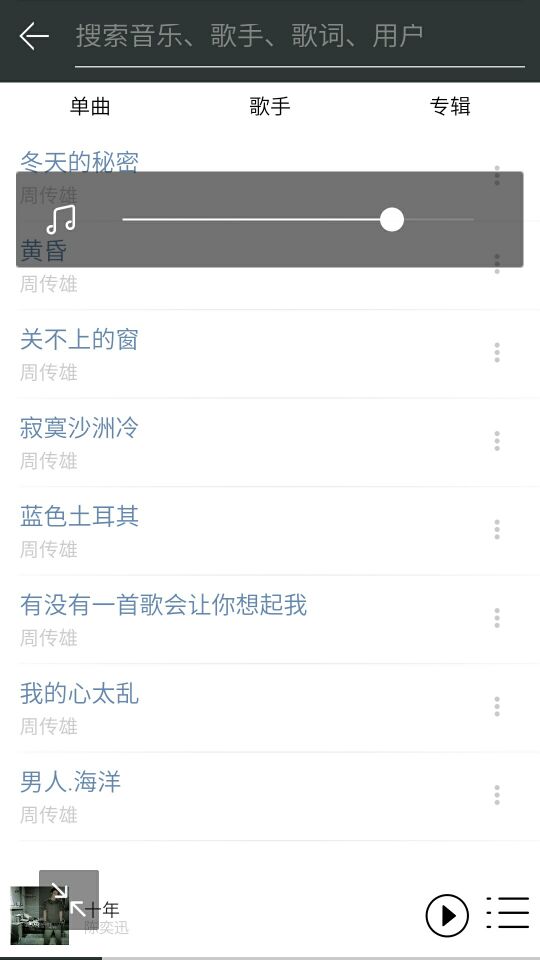 搜索音乐、歌手、歌词、用户
单曲 歌手 专辑
冬天的秘密
周传雄
黄昏
周传雄
关不上的窗
周传雄
寂寞沙洲冷
周传雄
蓝色土耳其
周传雄
有没有一首歌会让你想起我
周传雄
我的心太乱
周传雄
男人.海洋
周传雄
十年
陈奕迅